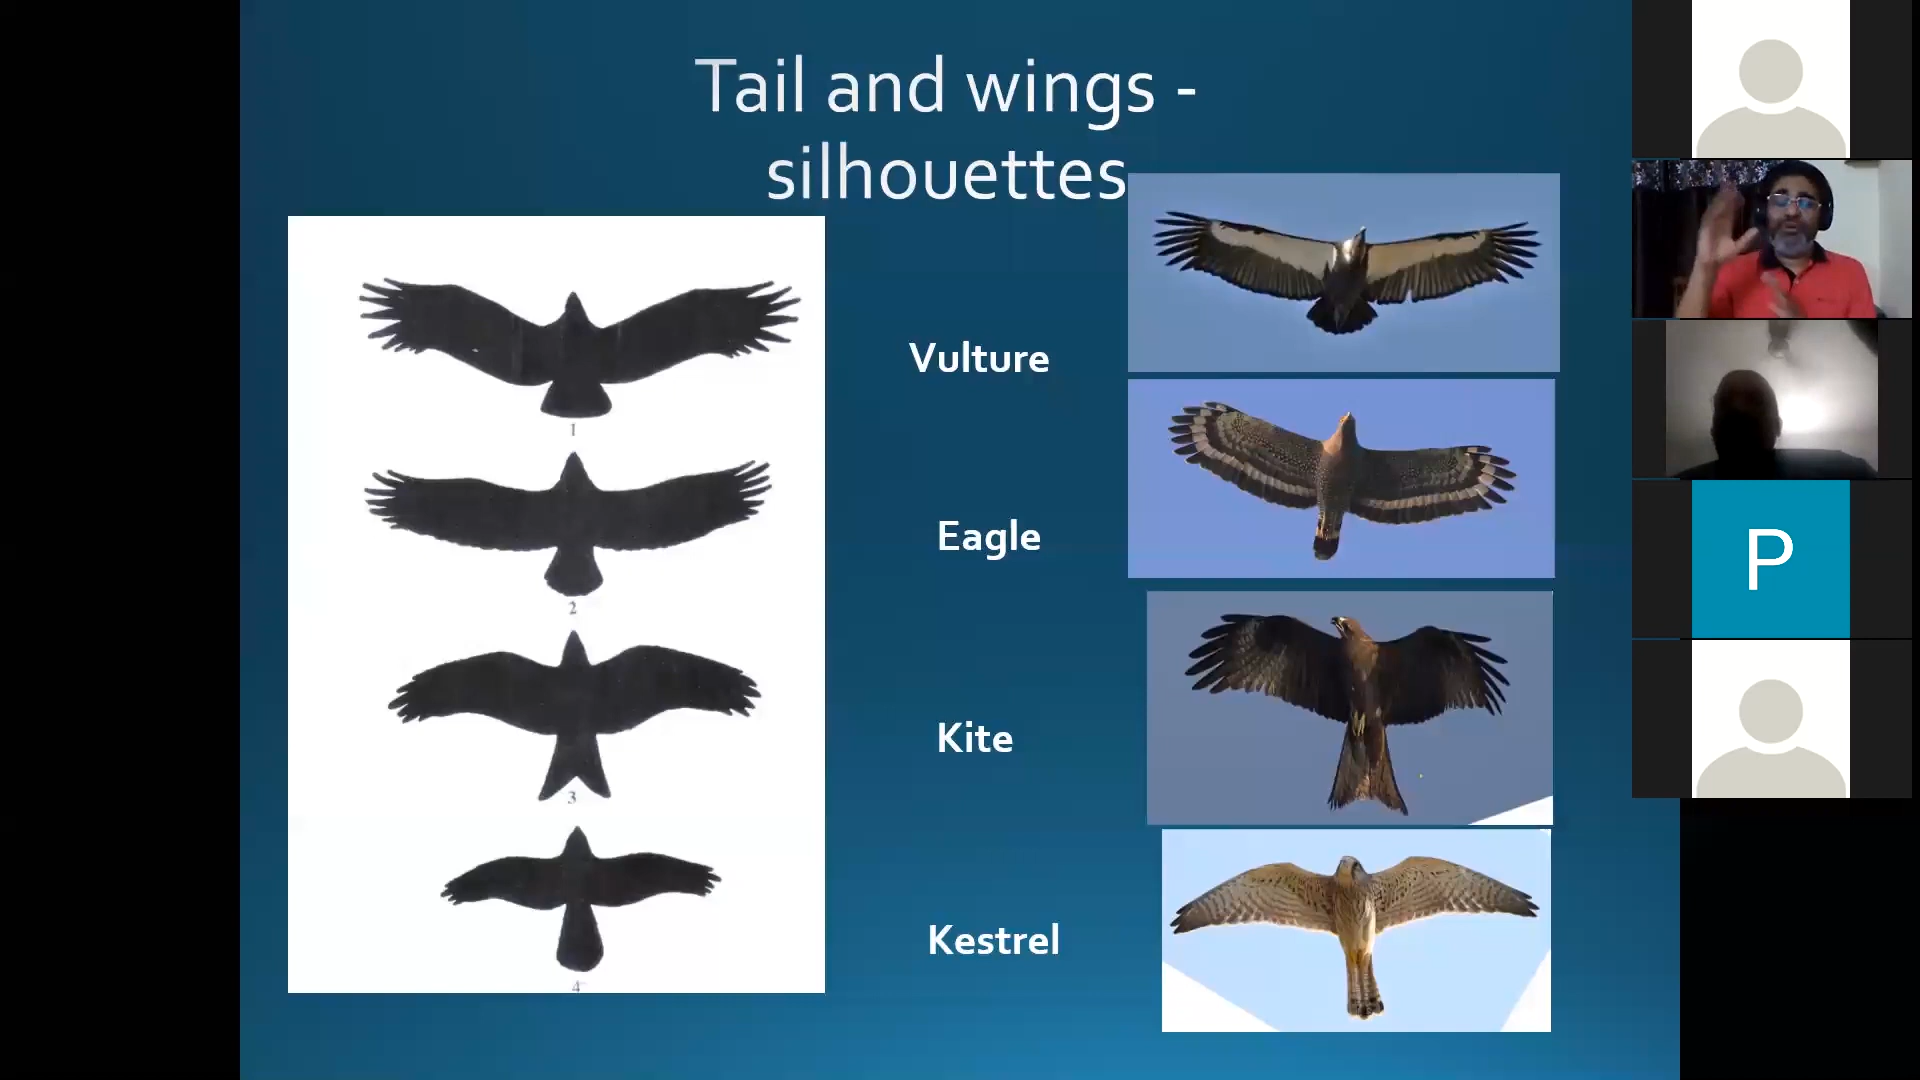 Tail and wings -
silhouettes
1
Vulture
2
Eagle
3
Kite
4
Kestrel
P